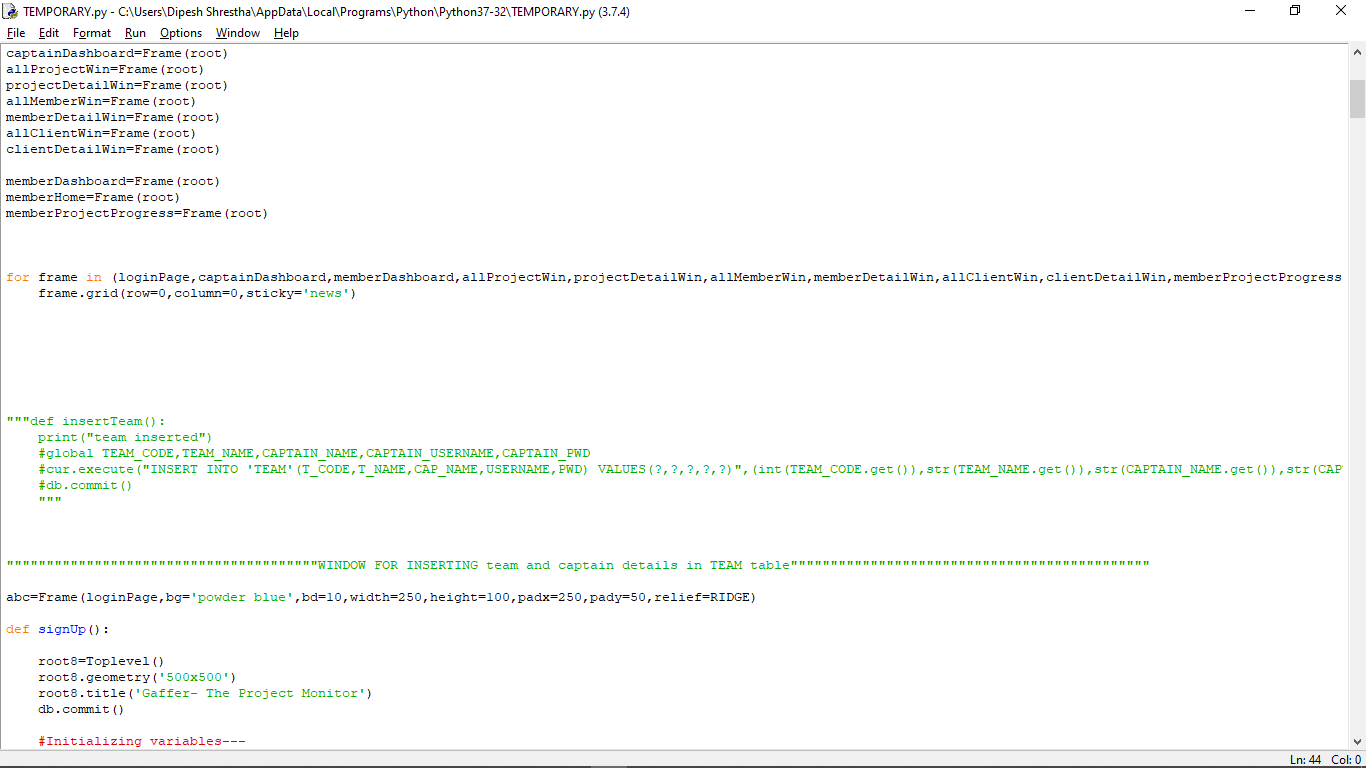 TEMPORARY.py - C:\Users\Dipesh Shrestha\AppData\Local\Programs\Python\Python37-32\TEMPORARY.py (3.7.4)
File Edit Format Run Options Window Help
captainDashboard=Frame(root)
allProjectWin=Frame(root)
projectDetailWin=Frame(root)
allMemberWin=Frame(root)
memberDetailWin=Frame(root)
allClientWin=Frame(root)
clientDetailWin=Frame(root)
memberDashboard=Frame(root)
memberHome=Frame(root)
memberProjectProgress=Frame(root)
for frame in (loginPage,captainDashboard,memberDashboard,allProjectWin,projectDetailWin,allMemberWin,memberDetailWin,allClientWin,clientDetailWin,memberProjectProgress
    frame.grid(row=0,column=0,sticky='news')
"""def insertTeam():
    print("team inserted")
    #global TEAM_CODE,TEAM_NAME,CAPTAIN_NAME,CAPTAIN_USERNAME,CAPTAIN_PWD
    #cur.execute("INSERT INTO 'TEAM'(T_CODE,T_NAME,CAP_NAME,USERNAME,PWD) VALUES(?,?,?,?,?)",(int(TEAM_CODE.get()),str(TEAM_NAME.get()),str(CAPTAIN_NAME.get()),str(CAP
    #db.commit()
    """
"""""""""""""""""""""""""""""""""""""""WINDOW FOR INSERTING team and captain details in TEAM table"""""""""""""""""""""""""""""""""""""""""""""
abc=Frame(loginPage,bg='powder blue',bd=10,width=250,height=100,padx=250,pady=50,relief=RIDGE)
def signUp():
    root8=Toplevel()
    root8.geometry('500x500')
    root8.title('Gaffer- The Project Monitor')
    db.commit()
    #Initializing variables---
Ln: 44 Col: 0